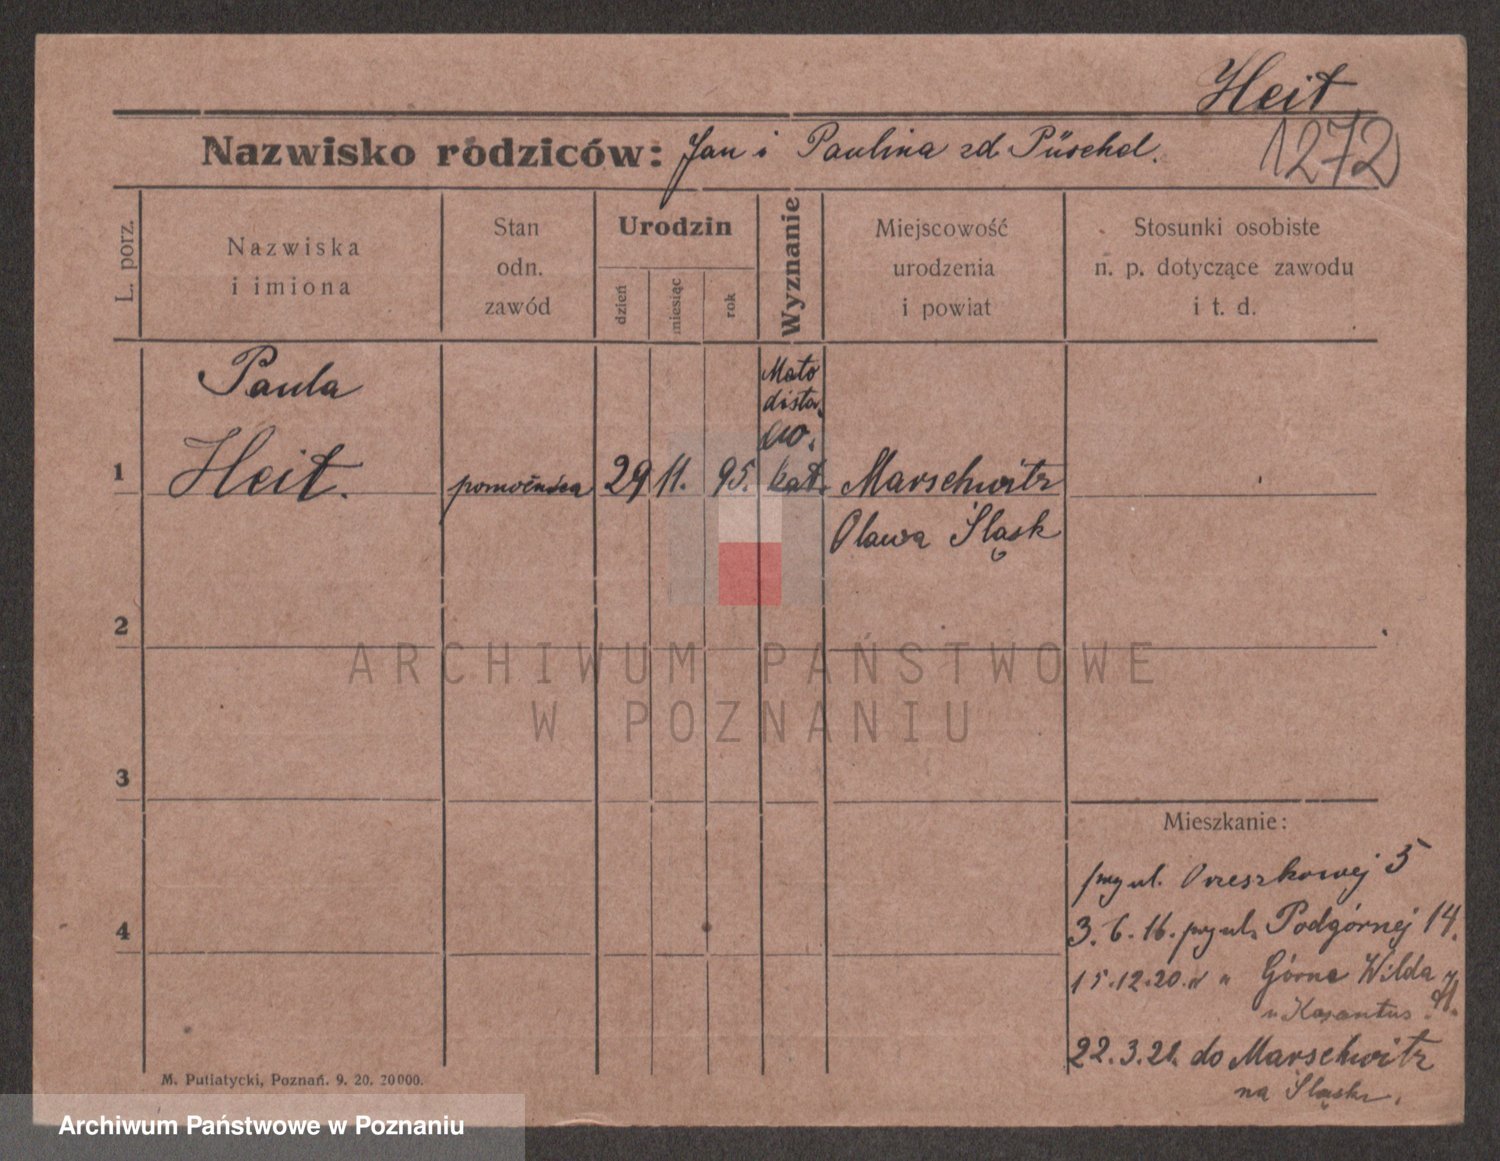 Heit
Nazwisko rodziców: Jan i Paulina zd Püschel.
1272
L. porz.
Nazwiska
i imiona
Stan
odn.
zawód
Urodzin
dzień
miesiąc
rok
Wyznanie
Miejscowość
urodzenia
i powiat
Stosunki osobiste
n. p. dotyczące zawodu
i t. d.
1
Paula
Heit.
29 11. 95.
Meto
dista
kat.
Marschwitz
Oława Śląsk
2
ARCHIWUM PAŃSTWOWE
W POZNANIU
3
Mieszkanie:
przy ul. Orzeszkowej 5
4
3.6.16. przy ul. Podgórnej 14.
15.12.20. " " Górna Wilda
22.3.21. do Marschwitz
na Śląsku.
M. Putiatycki, Poznań. 9. 20. 20000.
Archiwum Państwowe w Poznaniu